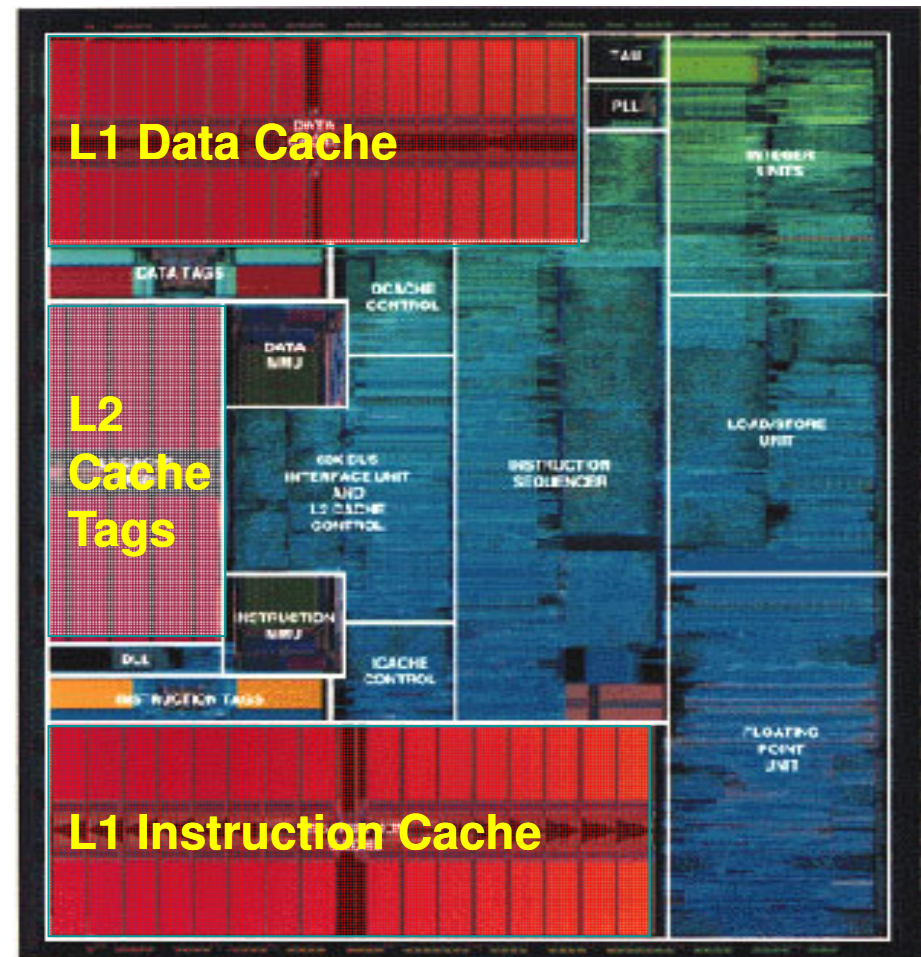 L1 Data Cache
DATA
TAU
PLL
INTEGER
UNITS
DATA TAGS
DCACHE
CONTROL
DATA
MMU
L2
Cache
Tags
60X BUS
INTERFACE UNIT
AND
L2 CACHE
CONTROL
INSTRUCTION
SEQUENCER
LOAD/STORE
UNIT
INSTRUCTION
MMU
DLL
ICACHE
CONTROL
INSTRUCTION TAGS
FLOATING
POINT
UNIT
L1 Instruction Cache